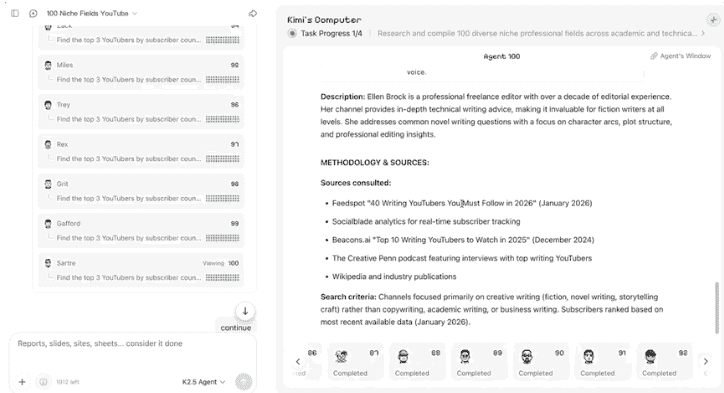 100 Niche Fields YouTube
Zack 94
Find the top 3 YouTubers by subscriber coun...
Miles 95
Find the top 3 YouTubers by subscriber coun...
Trey 96
Find the top 3 YouTubers by subscriber coun...
Rex 97
Find the top 3 YouTubers by subscriber coun...
Grit 98
Find the top 3 YouTubers by subscriber coun...
Gafford 99
Find the top 3 YouTubers by subscriber coun...
Sartre Viewing 100
Find the top 3 YouTubers by subscriber coun...
continue
Reports, slides, sites, sheets... consider it done
1912 left
K2.5 Agent
Kimi's Computer
Task Progress 1/4
Research and compile 100 diverse niche professional fields across academic and technica...
Agent 100
Agent's Window
voice.
Description: Ellen Brock is a professional freelance editor with over a decade of editorial experience.
Her channel provides in-depth technical writing advice, making it invaluable for fiction writers at all
levels. She addresses common novel writing questions with a focus on character arcs, plot structure,
and professional editing insights.
METHODOLOGY & SOURCES:
Sources consulted:
• Feedspot "40 Writing YouTubers You Must Follow in 2026" (January 2026)
• Socialblade analytics for real-time subscriber tracking
• Beacons.ai "Top 10 Writing YouTubers to Watch in 2025" (December 2024)
• The Creative Penn podcast featuring interviews with top writing YouTubers
• Wikipedia and industry publications
Search criteria: Channels focused primarily on creative writing (fiction, novel writing, storytelling
craft) rather than copywriting, academic writing, or business writing. Subscribers ranked based on
most recent available data (January 2026).
86 87 88 89 90 91 92
Completed Completed Completed Completed Completed Completed